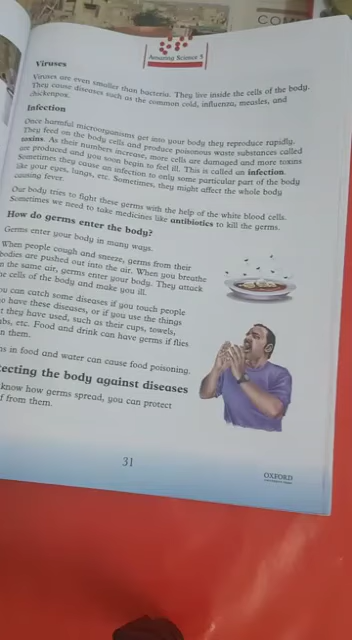 COM
Amazing Science 5
Viruses
Viruses are even smaller than bacteria. They live inside the cells of the body.
They cause diseases such as the common cold, influenza, measles, and
chickenpox.
Infection
Once harmful microorganisms get into your body they reproduce rapidly.
They feed on the body cells and produce poisonous waste substances called
toxins. As their numbers increase, more cells are damaged and more toxins
are produced and you soon begin to feel ill. This is called an infection.
Sometimes they cause an infection to only some particular part of the body
like your eyes, lungs, etc. Sometimes, they might affect the whole body
causing fever.
Our body tries to fight these germs with the help of the white blood cells.
Sometimes we need to take medicines like antibiotics to kill the germs.
How do germs enter the body?
Germs enter your body in many ways.
When people cough and sneeze, germs from their
bodies are pushed out into the air. When you breathe
n the same air, germs enter your body. They attack
e cells of the body and make you ill.
ou can catch some diseases if you touch people
o have these diseases, or if you use the things
t they have used, such as their cups, towels,
bs, etc. Food and drink can have germs if flies
n them.
ns in food and water can cause food poisoning.
tecting the body against diseases
know how germs spread, you can protect
f from them.
31
OXFORD